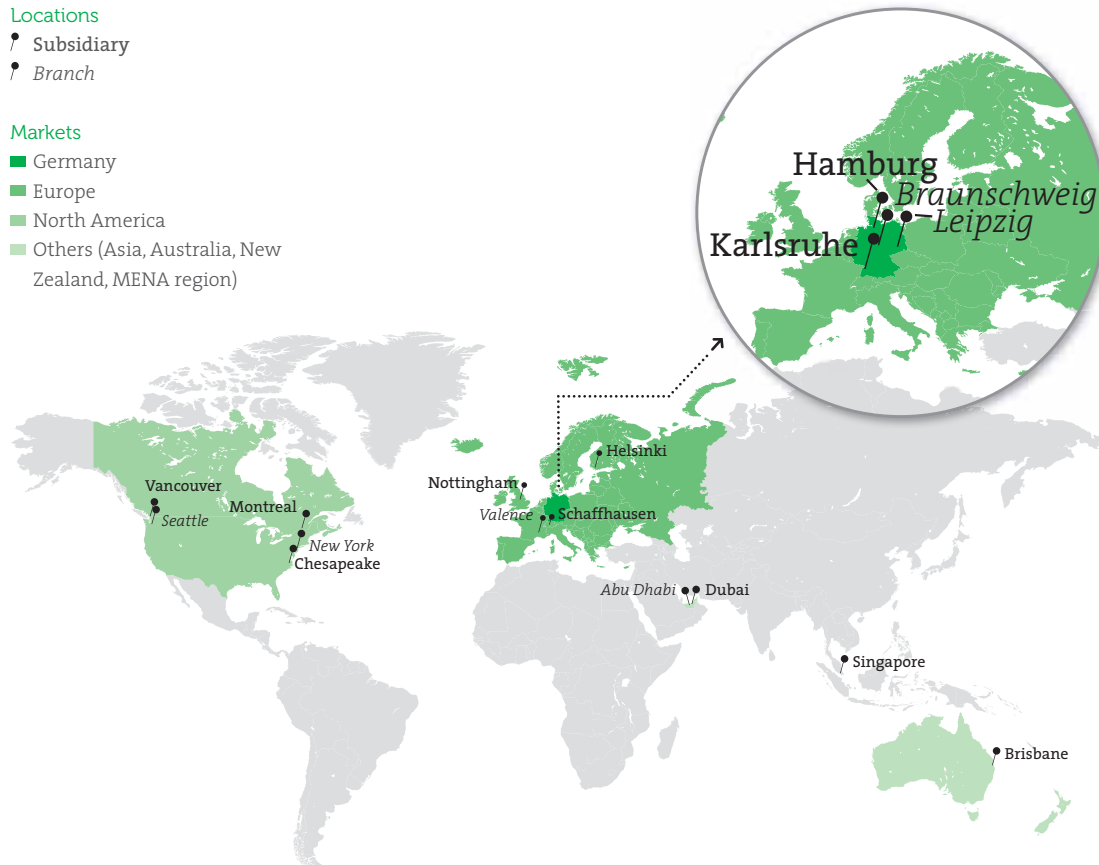 Locations
Subsidiary
Branch
Markets
Germany
Europe
North America
Others (Asia, Australia, New
Zealand, MENA region)
Hamburg
Braunschweig
Leipzig
Karlsruhe
Helsinki
Nottingham
Valence
Schaffhausen
Vancouver
Seattle
Montreal
New York
Chesapeake
Abu Dhabi
Dubai
Singapore
Brisbane